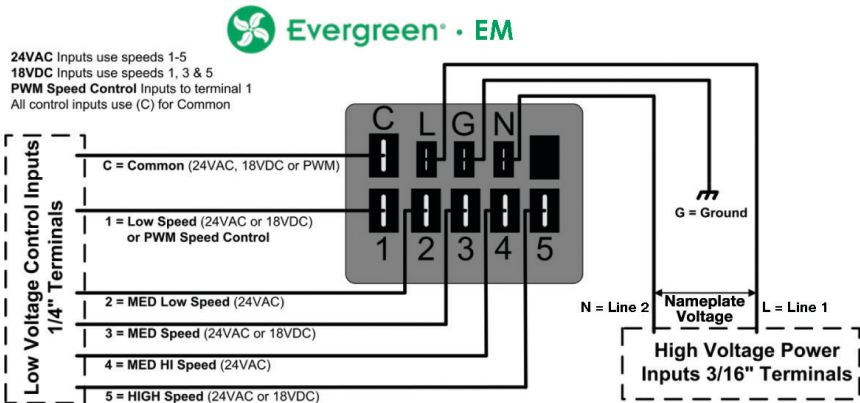 Evergreen® · EM
24VAC Inputs use speeds 1-5
18VDC Inputs use speeds 1, 3 & 5
PWM Speed Control Inputs to terminal 1
All control inputs use (C) for Common
C L G N
1 2 3 4 5
Low Voltage Control Inputs
1/4" Terminals
C = Common (24VAC, 18VDC or PWM)
1 = Low Speed (24VAC or 18VDC)
or PWM Speed Control
2 = MED Low Speed (24VAC)
3 = MED Speed (24VAC or 18VDC)
4 = MED HI Speed (24VAC)
5 = HIGH Speed (24VAC or 18VDC)
G = Ground
N = Line 2
Nameplate
Voltage
L = Line 1
High Voltage Power
Inputs 3/16" Terminals